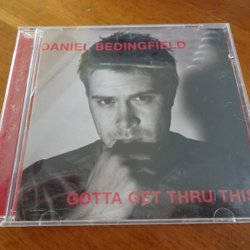 DANIEL BEDINGFIELD
GOTTA GET THRU THIS